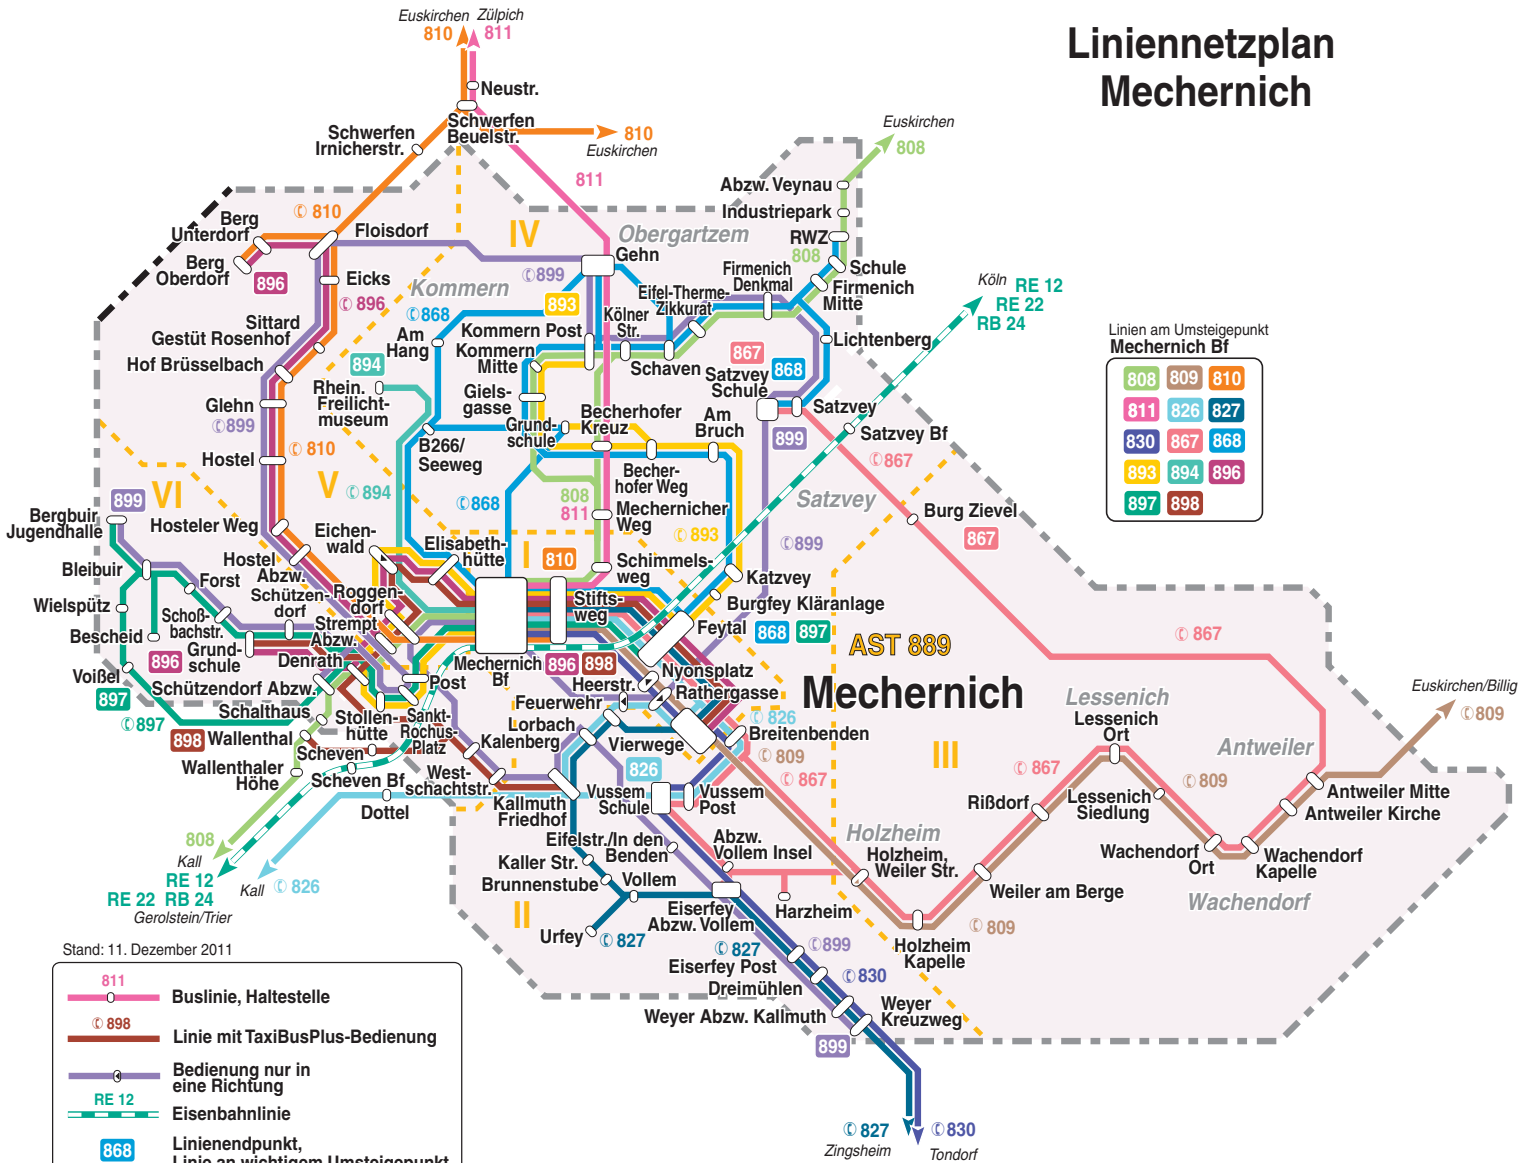 Liniennetzplan
Mechernich
Euskirchen
Zülpich
810
811
Neustr.
Schwerfen
Beuelstr.
Schwerfen
Irnicherstr.
810
Euskirchen
811
Euskirchen
808
Abzw. Veynau
Industriepark
RWZ
808
Schule
Firmenich
Mitte
Firmenich
Denkmal
Lichtenberg
✆ 810
Berg
Unterdorf
Berg
Oberdorf
896
Floisdorf
Eicks
✆ 896
IV
Obergartzem
Gehn
✆899
Kommern
893
✆868
Am
Hang
Kommern Post
Kommern
Mitte
Kölner
Str.
Eifel-Therme-
Zikkurat
Schaven
867
868
Satzvey
Schule
Satzvey
Satzvey Bf
899
✆867
Köln
RE 12
RE 22
RB 24
Linien am Umsteigepunkt
Mechernich Bf
808
809
810
811
826
827
830
867
868
893
894
896
897
898
Sittard
Gestüt Rosenhof
Hof Brüsselbach
Glehn
✆899
✆ 810
Hostel
894
Rhein.
Freilicht-
museum
Giels-
gasse
Grund-
schule
Becherhofer
Kreuz
Am
Bruch
B266/
Seeweg
Becher-
hofer Weg
V
✆ 894
✆868
808
811
Mechernicher
Weg
✆893
Satzvey
Burg Zievel
867
✆899
VI
899
Bergbuir
Jugendhalle
Hosteler Weg
Bleibuir
Hostel
Abzw.
Schützen-
dorf
Forst
Wielspütz
Schoß-
bachstr.
Bescheid
896
Grund-
schule
Voißel
897
✆897
Eichen-
wald
Elisabeth-
hütte
I
810
Schimmels-
weg
Katzvey
Burgfey Kläranlage
Roggen-
dorf
Stifts-
weg
Feytal
868
897
Strempt
Abzw.
Denrath
Mechernich
Bf
896
898
Nyonsplatz
Heerstr.
Rathergasse
Feuerwehr
Schützendorf Abzw.
Post
Schalthaus
Stollen-
hütte
Sankt-
Rochus-
Platz
Lorbach
Kalenberg
Vierwege
✆ 826
Breitenbenden
✆ 809
✆ 867
898
Wallenthal
Scheven
Wallenthaler
Höhe
Scheven Bf
West-
schachtstr.
826
Dottel
Kallmuth
Friedhof
Vussem
Schule
Vussem
Post
AST 889
Mechernich
✆ 867
III
Lessenich
Lessenich
Ort
✆ 867
✆ 809
Antweiler
Euskirchen/Billig
✆809
Rißdorf
Lessenich
Siedlung
Antweiler Mitte
Antweiler Kirche
Wachendorf
Ort
Wachendorf
Kapelle
Wachendorf
Holzheim
Holzheim,
Weiler Str.
Weiler am Berge
✆809
Holzheim
Kapelle
Abzw.
Vollem Insel
Harzheim
Eifelstr./In den
Benden
Kaller Str.
Brunnenstube
Vollem
II
Urfey
✆ 827
Eiserfey
Abzw. Vollem
✆ 827
✆899
Eiserfey Post
Dreimühlen
✆ 830
Weyer Abzw. Kallmuth
Weyer
Kreuzweg
899
✆ 827
Zingsheim
✆ 830
Tondorf
808
Kall
RE 12
RE 22 RB 24
Gerolstein/Trier
Kall
✆ 826
Stand: 11. Dezember 2011
811
Buslinie, Haltestelle
✆ 898
Linie mit TaxiBusPlus-Bedienung
Bedienung nur in
eine Richtung
RE 12
Eisenbahnlinie
868
Linienendpunkt,
Linie an wichtigem Umsteigepunkt